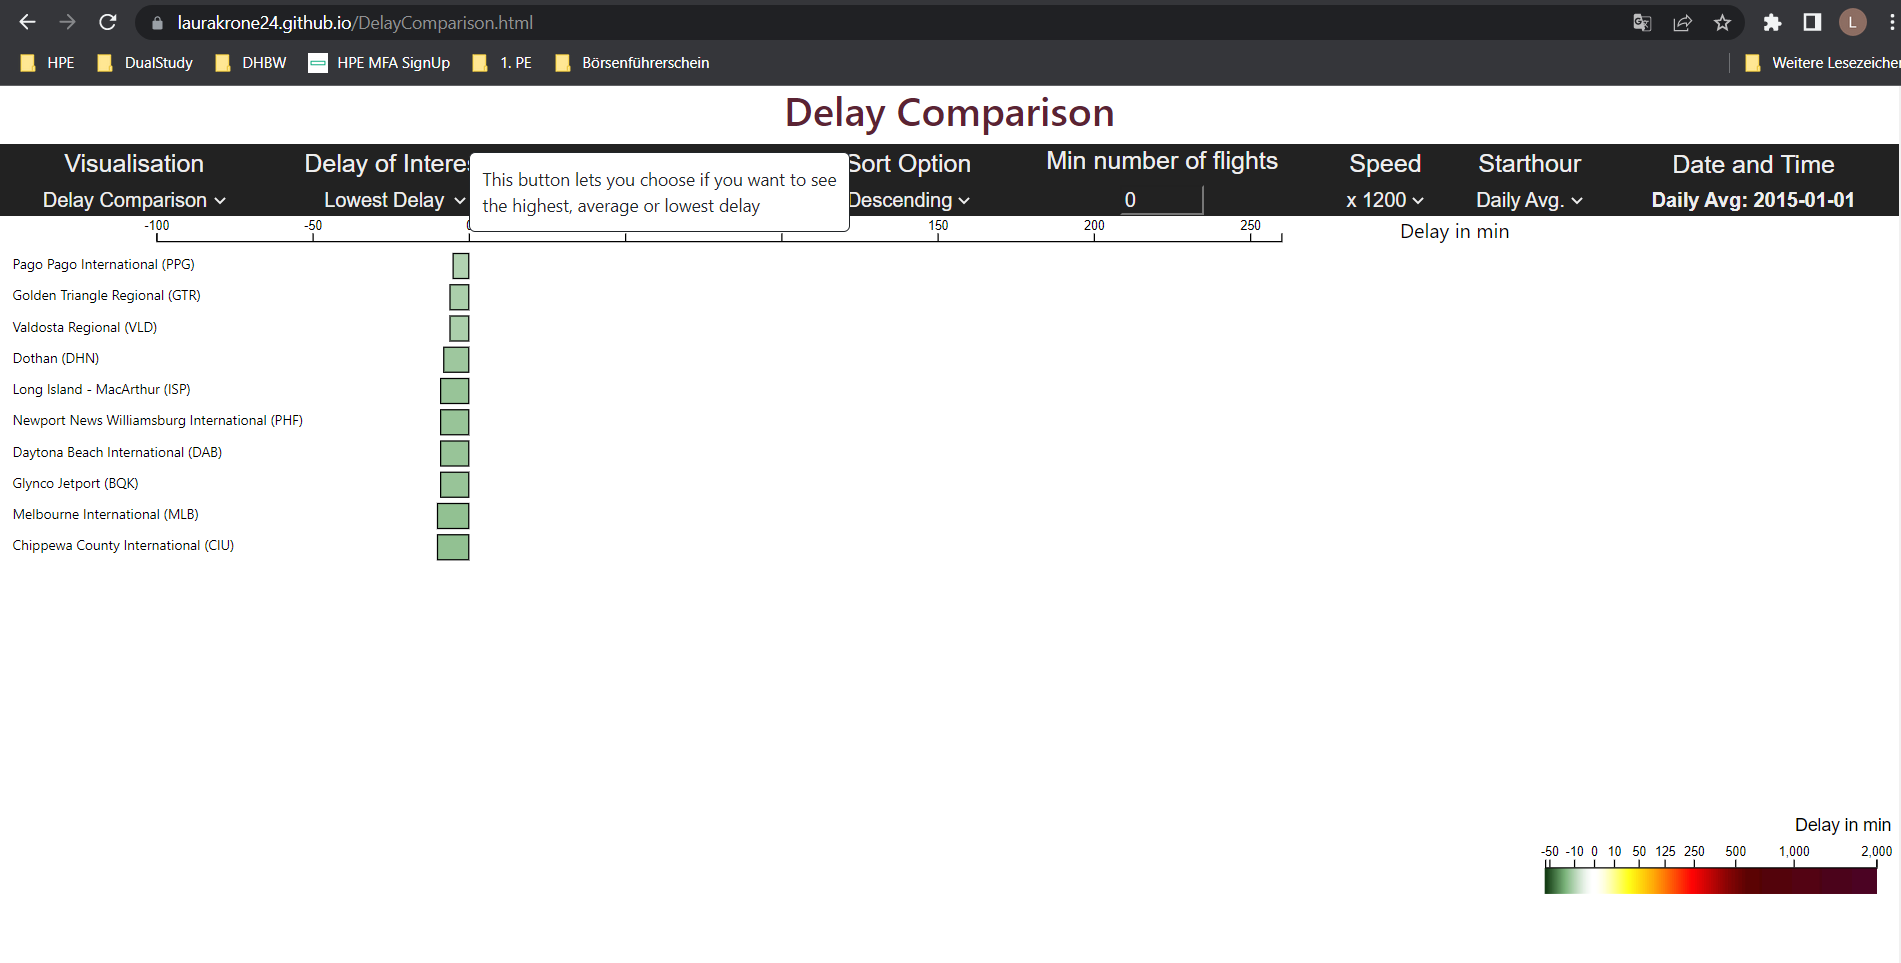 laurakrone24.github.io/DelayComparison.html
L
HPE DualStudy DHBW HPE MFA SignUp 1. PE Börsenführerschein Weitere Lesezeichen
Delay Comparison
Visualisation Delay of Interes Sort Option Min number of flights Speed Starthour Date and Time
This button lets you choose if you want to see
the highest, average or lowest delay
Delay Comparison Lowest Delay Descending 0 x 1200 Daily Avg. Daily Avg: 2015-01-01
-100 -50 150 200 250 Delay in min
Pago Pago International (PPG)
Golden Triangle Regional (GTR)
Valdosta Regional (VLD)
Dothan (DHN)
Long Island - MacArthur (ISP)
Newport News Williamsburg International (PHF)
Daytona Beach International (DAB)
Glynco Jetport (BQK)
Melbourne International (MLB)
Chippewa County International (CIU)
Delay in min
-50 -10 0 10 50 125 250 500 1,000 2,000